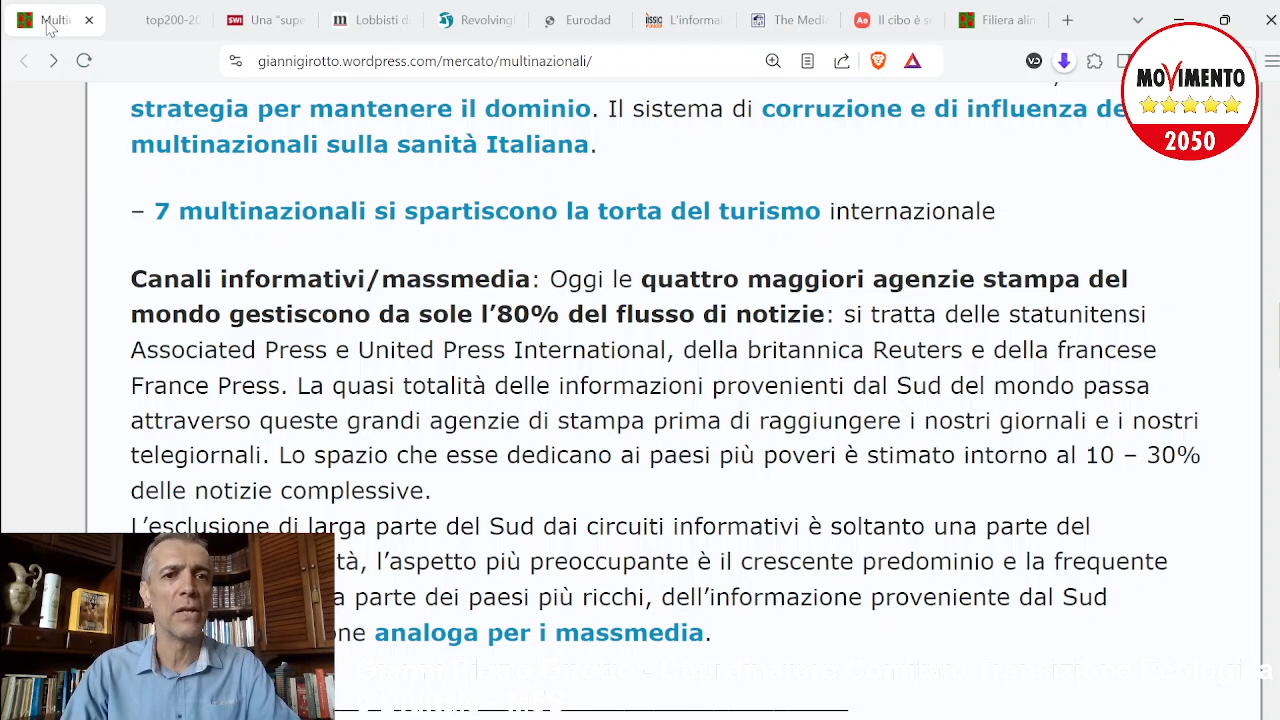 Multi
top200-20
SWI Una "supe
m Lobbisti d
Revolving
Eurodad
L'informa
The Media
Il cibo è s
Filiera alin
giannigirotto.wordpress.com/mercato/multinazionali/
MOVIMENTO
2050
strategia per mantenere il dominio. Il sistema di corruzione e di influenza de
multinazionali sulla sanità Italiana.
– 7 multinazionali si spartiscono la torta del turismo internazionale
Canali informativi/massmedia: Oggi le quattro maggiori agenzie stampa del
mondo gestiscono da sole l'80% del flusso di notizie: si tratta delle statunitensi
Associated Press e United Press International, della britannica Reuters e della francese
France Press. La quasi totalità delle informazioni provenienti dal Sud del mondo passa
attraverso queste grandi agenzie di stampa prima di raggiungere i nostri giornali e i nostri
telegiornali. Lo spazio che esse dedicano ai paesi più poveri è stimato intorno al 10 – 30%
delle notizie complessive.
L'esclusione di larga parte del Sud dai circuiti informativi è soltanto una parte del
tà, l'aspetto più preoccupante è il crescente predominio e la frequente
a parte dei paesi più ricchi, dell'informazione proveniente dal Sud
one analoga per i massmedia.